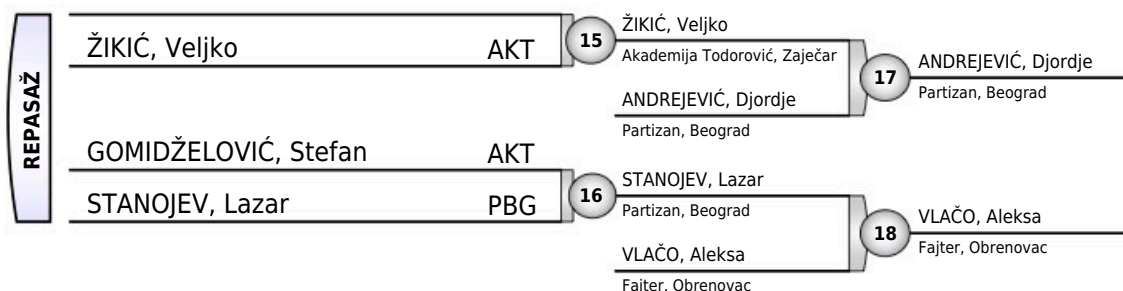 REPASAŽ
ŽIKIĆ, Veljko AKT
GOMIDŽELOVIĆ, Stefan AKT
STANOJEV, Lazar PBG
15
ŽIKIĆ, Veljko
Akademija Todorović, Zaječar
ANDREJEVIĆ, Djordje
Partizan, Beograd
16
STANOJEV, Lazar
Partizan, Beograd
VLAČO, Aleksa
Fajter, Obrenovac
17
ANDREJEVIĆ, Djordje
Partizan, Beograd
18
VLAČO, Aleksa
Fajter, Obrenovac